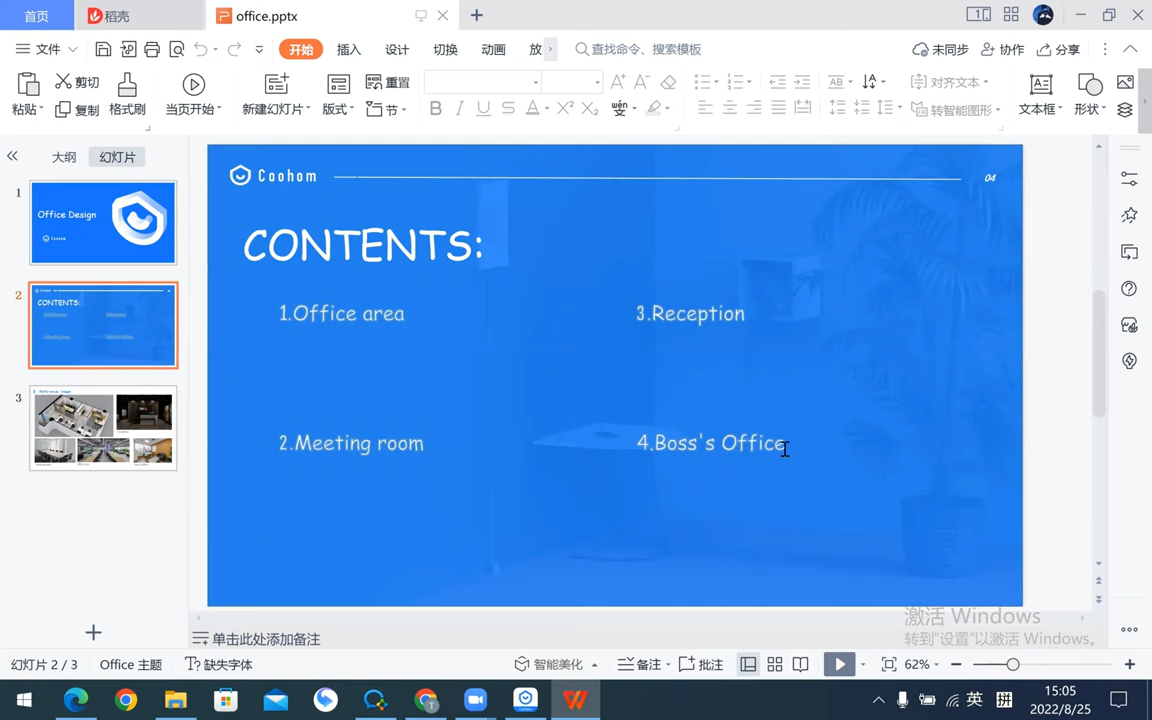 首页
稻壳
office.pptx
文件
开始
插入
设计
切换
动画
放
查找命令、搜索模板
未同步
协作
分享
粘贴
剪切
复制
格式刷
当页开始
新建幻灯片
版式
重置
节
对齐文本
转智能图形
文本框
形状
大纲
幻灯片
1
Office Design
Coohom
2
CONTENTS:
3
Reference image
Coohom
04
CONTENTS:
1.Office area
3.Reception
2.Meeting room
4.Boss's Office
激活 Windows
转到"设置"以激活 Windows。
单击此处添加备注
幻灯片 2 / 3
Office 主题
缺失字体
智能美化
备注
批注
62%
英
拼
15:05
2022/8/25